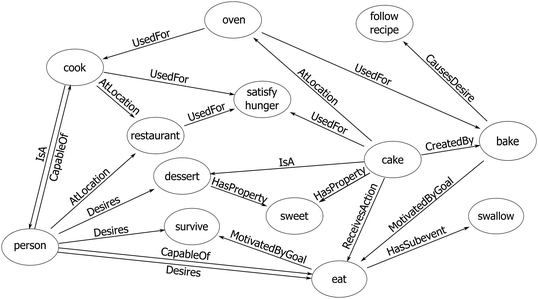 oven
follow
recipe
UsedFor
cook
UsedFor
UsedFor
CausesDesire
AtLocation
satisfy
hunger
AtLocation
UsedFor
UsedFor
restaurant
CreatedBy
bake
IsA
CapableOf
cake
IsA
dessert
HasProperty
HasProperty
AtLocation
Desires
sweet
ReceivesAction
MotivatedByGoal
swallow
survive
person
Desires
MotivatedByGoal
HasSubevent
CapableOf
Desires
eat